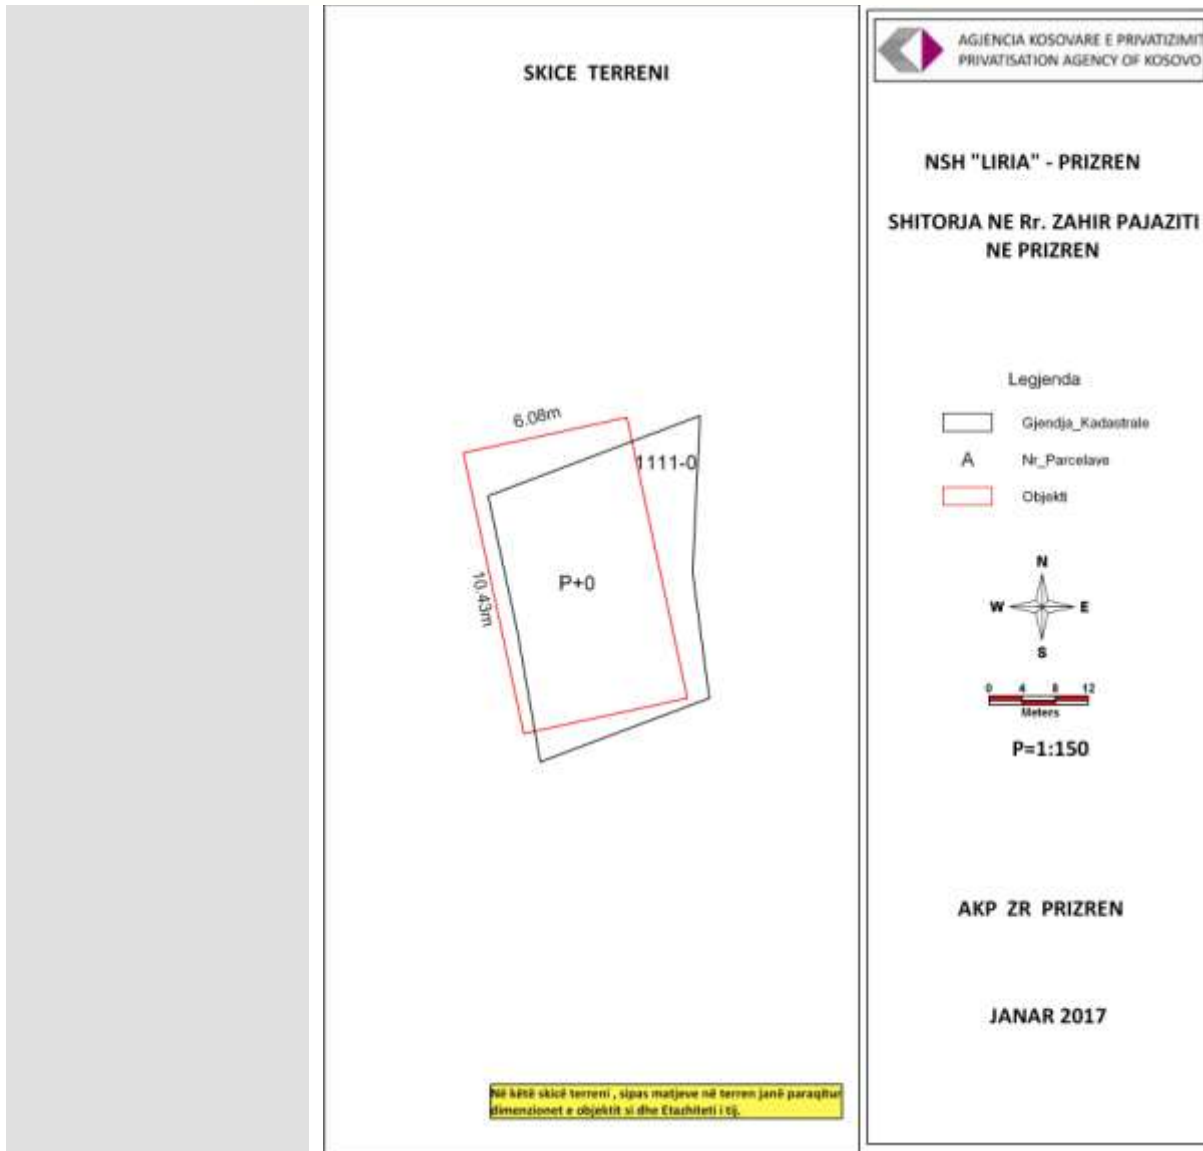 SKICE TERRENI
6.08m
1111-0
P+0
10.43m
Në këtë skicë terreni , sipas matjeve në terren janë paraqitur
dimenzionet e objektit si dhe Etazhiteti i tij.
AGJENCIA KOSOVARE E PRIVATIZIMIT
PRIVATISATION AGENCY OF KOSOVO
NSH "LIRIA" - PRIZREN
SHITORJA NE Rr. ZAHIR PAJAZITI
NE PRIZREN
Legjenda
Gjendja_Kadastrale
A Nr_Parcelave
Objekti
N
W E
S
0 4 8 12
Meters
P=1:150
AKP ZR PRIZREN
JANAR 2017